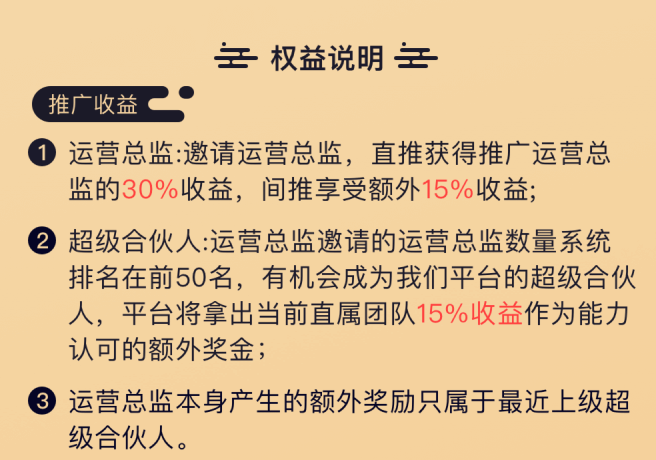 权益说明
推广收益
1 运营总监:邀请运营总监，直推获得推广运营总
监的30%收益，间推享受额外15%收益;
2 超级合伙人:运营总监邀请的运营总监数量系统
排名在前50名，有机会成为我们平台的超级合伙
人，平台将拿出当前直属团队15%收益作为能力
认可的额外奖金；
3 运营总监本身产生的额外奖励只属于最近上级超
级合伙人。